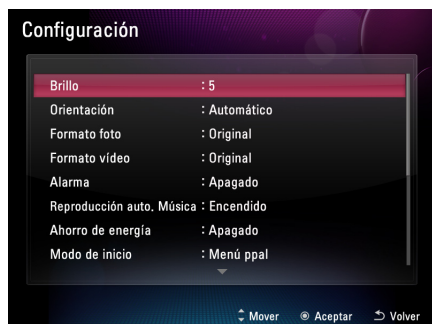 Configuración
Brillo : 5
Orientación : Automático
Formato foto : Original
Formato vídeo : Original
Alarma : Apagado
Reproducción auto. Música : Encendido
Ahorro de energía : Apagado
Modo de inicio : Menú ppal
Mover Aceptar Volver